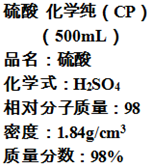 硫酸 化学纯（CP）
（500mL）
品名：硫酸
化学式：H2SO4
相对分子质量：98
密度：1.84g/cm3
质量分数：98%